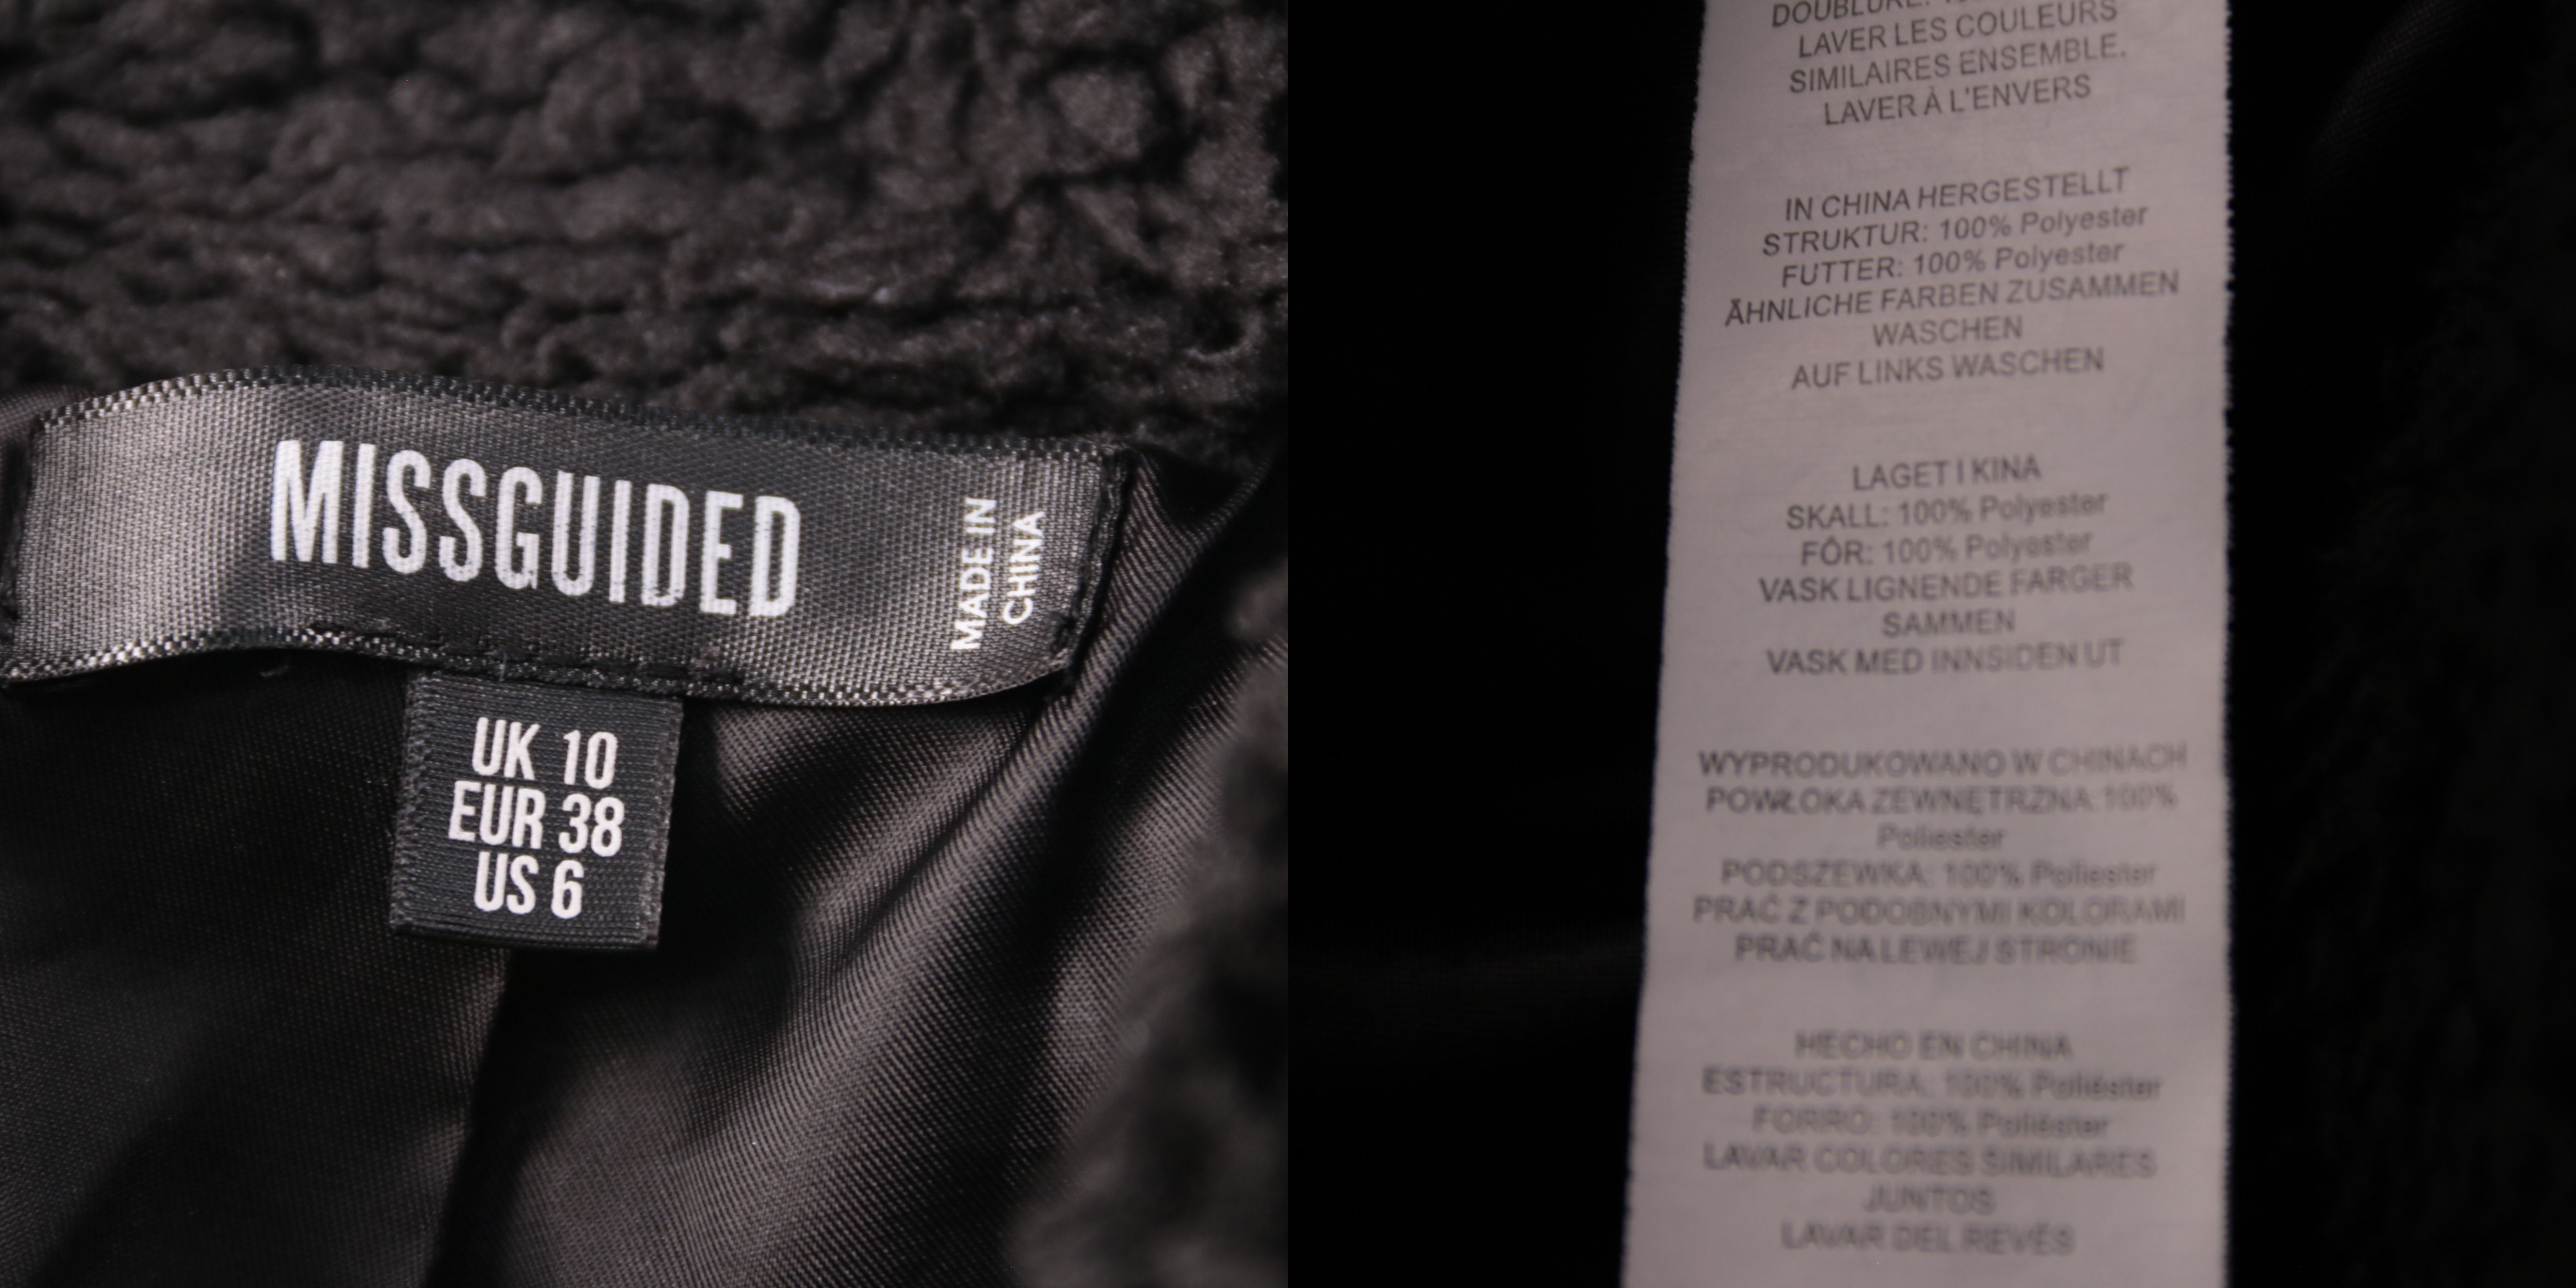 MISSGUIDED
MADE IN
CHINA
UK 10
EUR 38
US 6
DOUBLURE:
LAVER LES COULEURS
SIMILAIRES ENSEMBLE.
LAVER À L'ENVERS
IN CHINA HERGESTELLT
STRUKTUR: 100% Polyester
FUTTER: 100% Polyester
ÄHNLICHE FARBEN ZUSAMMEN
WASCHEN
AUF LINKS WASCHEN
LAGET I KINA
SKALL: 100% Polyester
FÔR: 100% Polyester
VASK LIGNENDE FARGER
SAMMEN
VASK MED INNSIDEN UT
WYPRODUKOWANO W CHINACH
POWŁOKA ZEWNĘTRZNA: 100%
Poliester
PODSZEWKA: 100% Poliester
PRAĆ Z PODOBNYMI KOLORAMI
PRAĆ NA LEWEJ STRONIE
HECHO EN CHINA
ESTRUCTURA: 100% Poliéster
FORRO: 100% Poliéster
LAVAR COLORES SIMILARES
JUNTOS
LAVAR DEL REVÉS